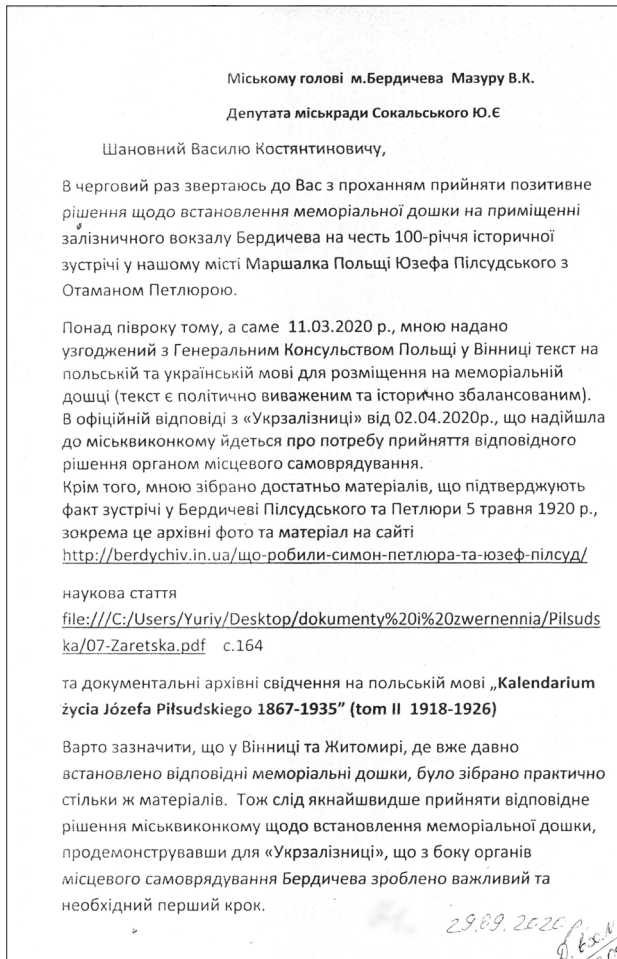 Міському голові м.Бердичева Мазуру В.К.
Депутата міськради Сокальського Ю.Є
Шановний Василю Костянтиновичу,
В черговий раз звертаюсь до Вас з проханням прийняти позитивне
рішення щодо встановлення меморіальної дошки на приміщенні
залізничного вокзалу Бердичева на честь 100-річчя історичної
зустрічі у нашому місті Маршалка Польщі Юзефа Пілсудського з
Отаманом Петлюрою.
Понад півроку тому, а саме 11.03.2020 р., мною надано
узгоджений з Генеральним Консульством Польщі у Вінниці текст на
польській та українській мові для розміщення на меморіальній
дошці (текст є політично виваженим та історично збалансованим).
В офіційній відповіді з «Укрзалізниці» від 02.04.2020р., що надійшла
до міськвиконкому йдеться про потребу прийняття відповідного
рішення органом місцевого самоврядування.
Крім того, мною зібрано достатньо матеріалів, що підтверджують
факт зустрічі у Бердичеві Пілсудського та Петлюри 5 травня 1920 р.,
зокрема це архівні фото та матеріал на сайті
http://berdychiv.in.ua/що-робили-симон-петлюра-та-юзеф-пілсуд/
наукова стаття
file:///C:/Users/Yuriy/Desktop/dokumenty%20i%20zwernennia/Pilsuds
ka/07-Zaretska.pdf с.164
та документальні архівні свідчення на польській мові „Kalendarium
życia Józefa Piłsudskiego 1867-1935” (tom II 1918-1926)
Варто зазначити, що у Вінниці та Житомирі, де вже давно
встановлено відповідні меморіальні дошки, було зібрано практично
стільки ж матеріалів. Тож слід якнайшвидше прийняти відповідне
рішення міськвиконкому щодо встановлення меморіальної дошки,
продемонструвавши для «Укрзалізниці», що з боку органів
місцевого самоврядування Бердичева зроблено важливий та
необхідний перший крок.
29.09.2020р.